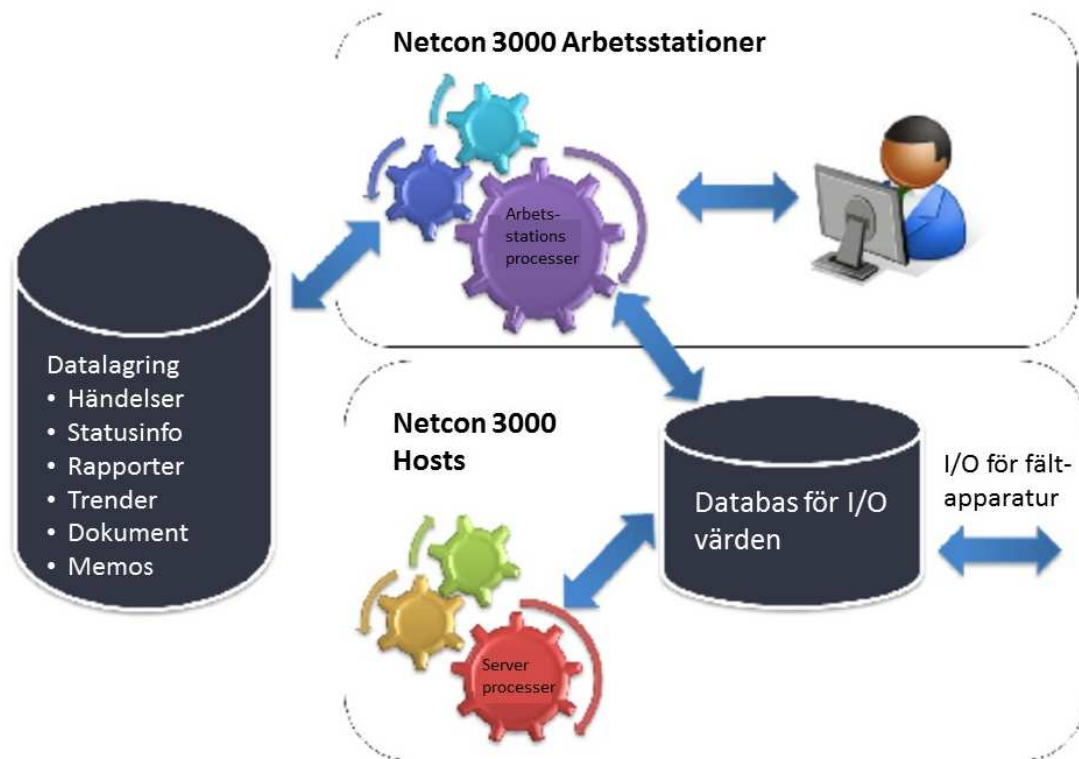 Netcon 3000 Arbetsstationer
Arbets-
stations
processer
Datalagring
• Händelser
• Statusinfo
• Rapporter
• Trender
• Dokument
• Memos
Netcon 3000
Hosts
Databas för I/O
värden
I/O för fält-
apparatur
Server
processer